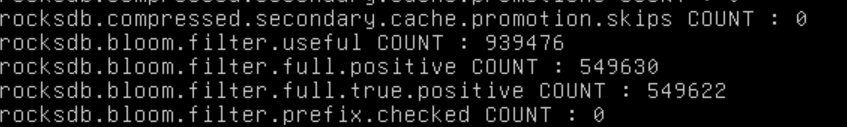 rocksdb.compressed.secondary.cache.promotion.skips COUNT : 0
rocksdb.bloom.filter.useful COUNT : 939476
rocksdb.bloom.filter.full.positive COUNT : 549630
rocksdb.bloom.filter.full.true.positive COUNT : 549622
rocksdb.bloom.filter.prefix.checked COUNT : 0